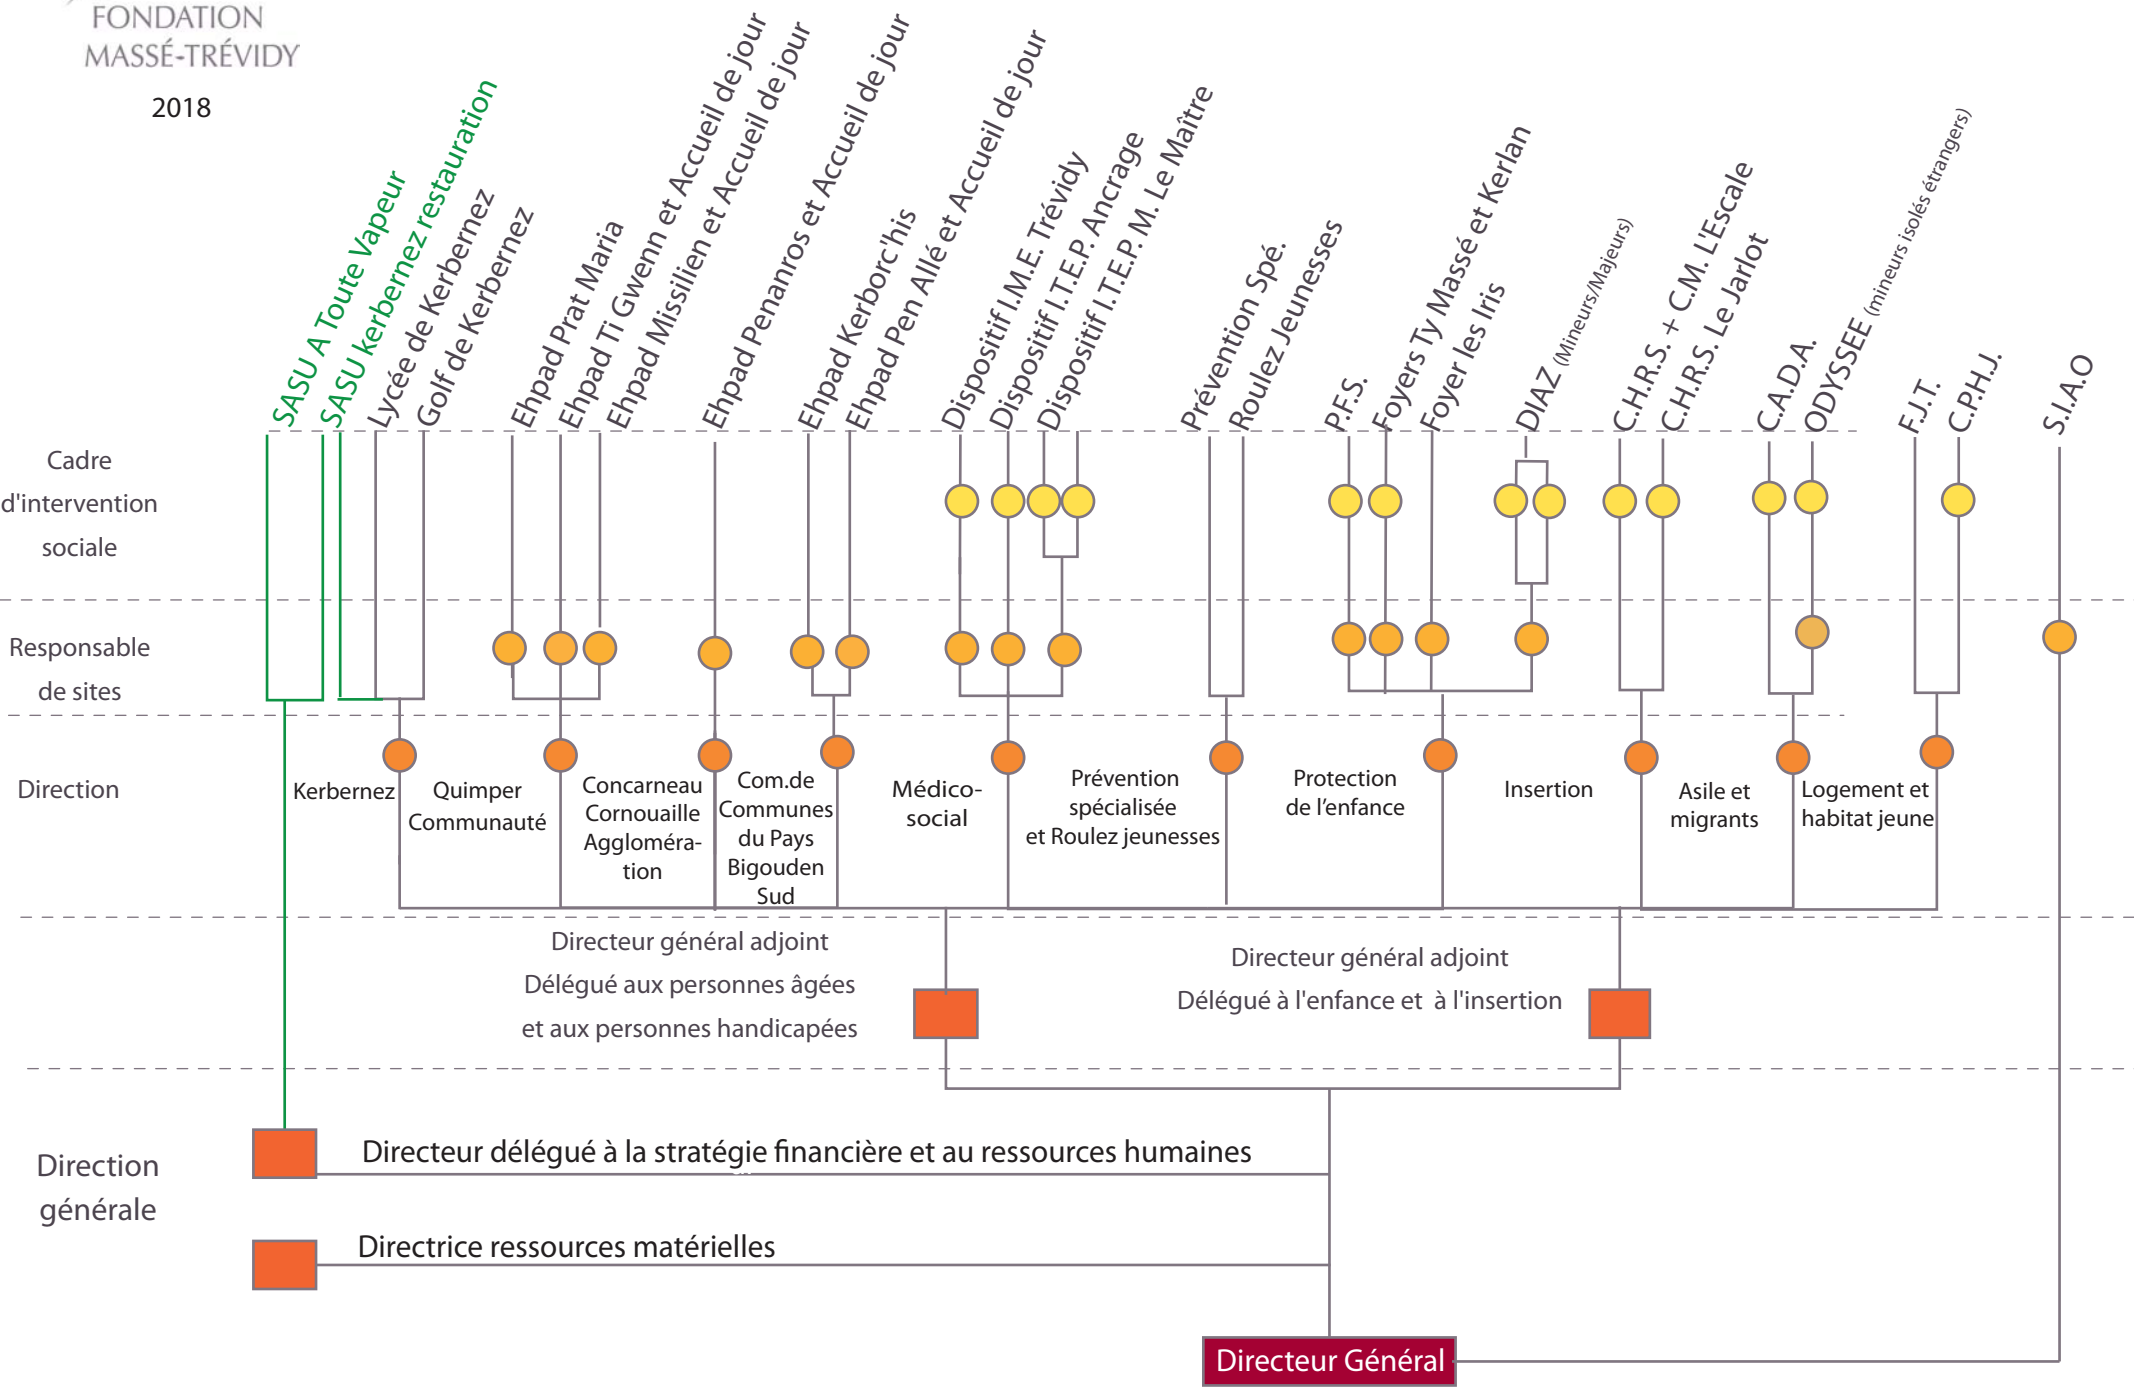 FONDATION
MASSÉ-TRÉVIDY
2018
SASU A Toute Vapeur
SASU kerbernez restauration
Lycée de Kerbernez
Golf de Kerbernez
Ehpad Prat Maria
Ehpad Ti Gwenn et Accueil de jour
Ehpad Missilien et Accueil de jour
Ehpad Penanros et Accueil de jour
Ehpad Kerborc'his
Ehpad Pen Allé et Accueil de jour
Dispositif I.M.E. Trévidy
Dispositif I.T.E.P. Ancrage
Dispositif I.T.E.P. M. Le Maître
Prévention Spé.
Roulez Jeunesses
P.F.S.
Foyers Ty Massé et Kerlan
Foyer les Iris
DIAZ (Mineurs/Majeurs)
C.H.R.S. + C.M. L'Escale
C.H.R.S. Le Jarlot
C.A.D.A.
ODYSSEE (mineurs isolés étrangers)
F.J.T.
C.P.H.J.
S.I.A.O
Cadre
d'intervention
sociale
Responsable
de sites
Direction
Kerbernez
Quimper
Communauté
Concarneau
Cornouaille
Aggloméra-
tion
Com.de
Communes
du Pays
Bigouden
Sud
Médico-
social
Prévention
spécialisée
et Roulez jeunesses
Protection
de l'enfance
Insertion
Asile et
migrants
Logement et
habitat jeune
Directeur général adjoint
Délégué aux personnes âgées
et aux personnes handicapées
Directeur général adjoint
Délégué à l'enfance et à l'insertion
Direction
générale
Directeur délégué à la stratégie financière et au ressources humaines
Directrice ressources matérielles
Directeur Général